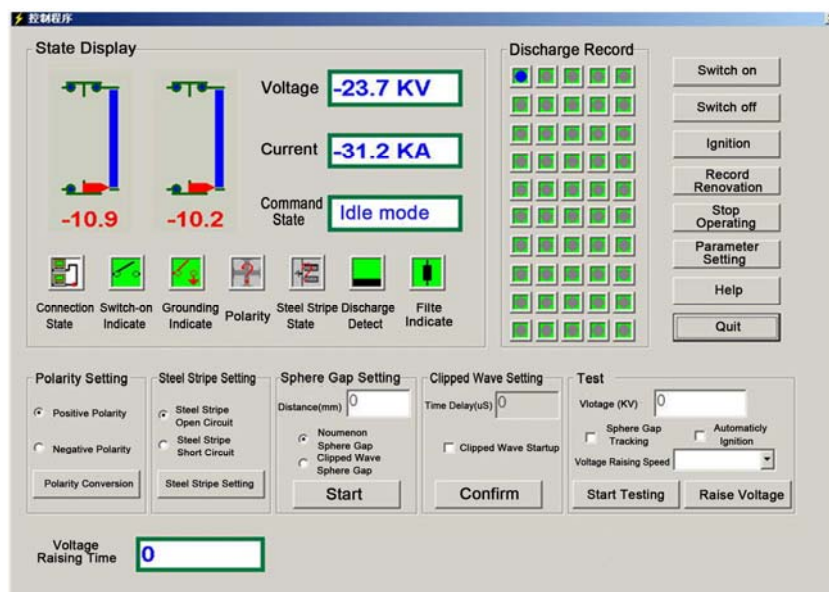 控制程序
State Display
Voltage
-23.7 KV
Current
-31.2 KA
Command
State
Idle mode
-10.9
-10.2
Connection
State
Switch-on
Indicate
Grounding
Indicate
Polarity
Steel Stripe
State
Discharge
Detect
Filte
Indicate
Discharge Record
Switch on
Switch off
Ignition
Record
Renovation
Stop
Operating
Parameter
Setting
Help
Quit
Polarity Setting
Positive Polarity
Negative Polarity
Polarity Conversion
Steel Stripe Setting
Steel Stripe
Open Circuit
Steel Stripe
Short Circuit
Steel Stripe Setting
Sphere Gap Setting
Distance(mm)
0
Noumenon
Sphere Gap
Clipped Wave
Sphere Gap
Start
Clipped Wave Setting
Time Delay(uS)
0
Clipped Wave Startup
Confirm
Test
Vlotage (KV)
0
Sphere Gap
Tracking
Automaticly
Ignition
Voltage Raising Speed
Start Testing
Raise Voltage
Voltage
Raising Time
0